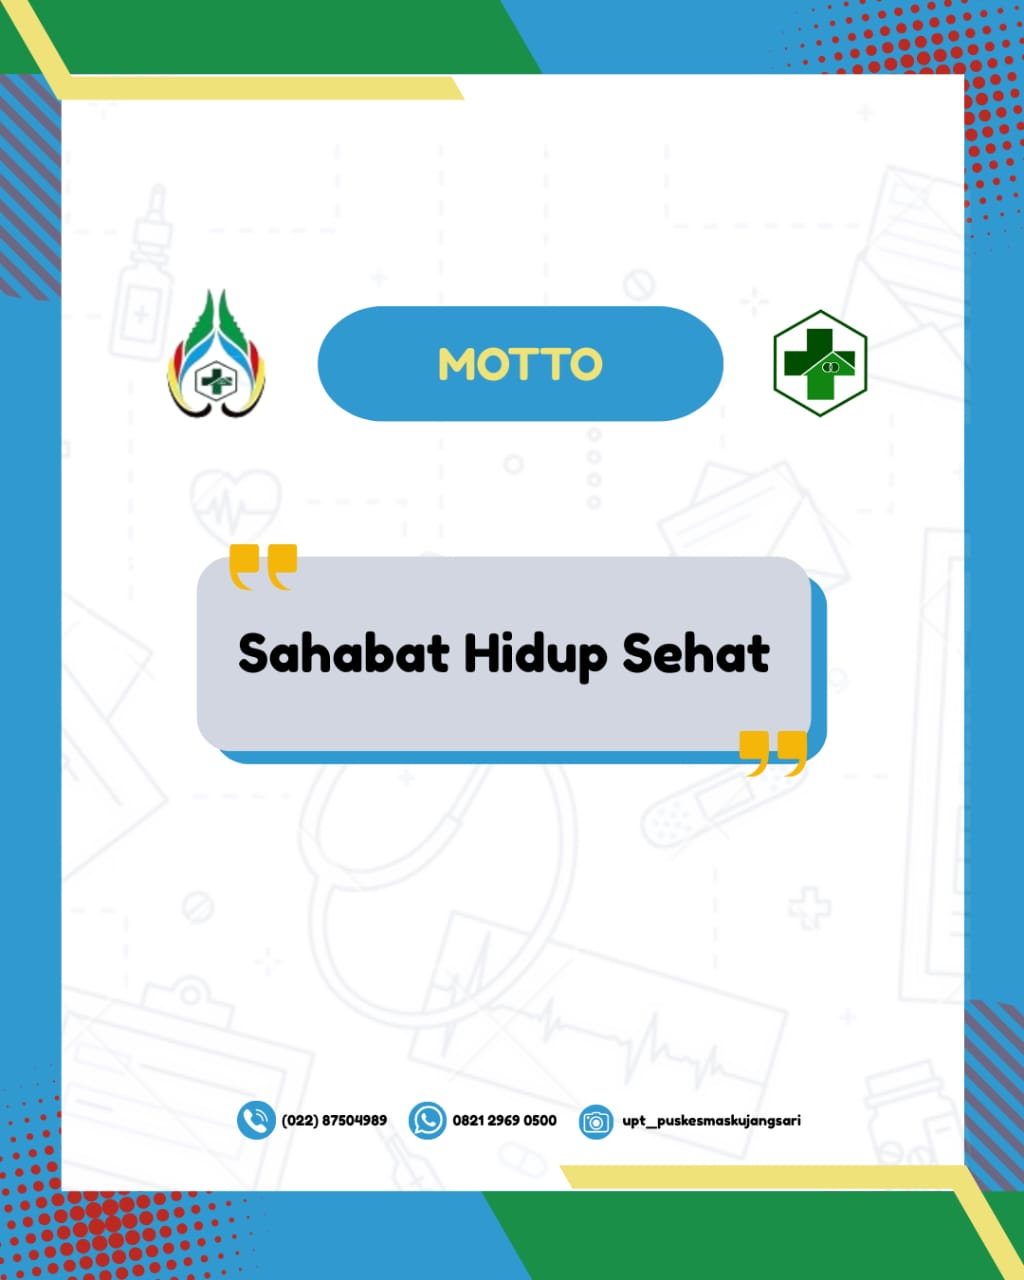 MOTTO
Sahabat Hidup Sehat
(022) 87504989
0821 2969 0500
upt_puskesmaskujangsari